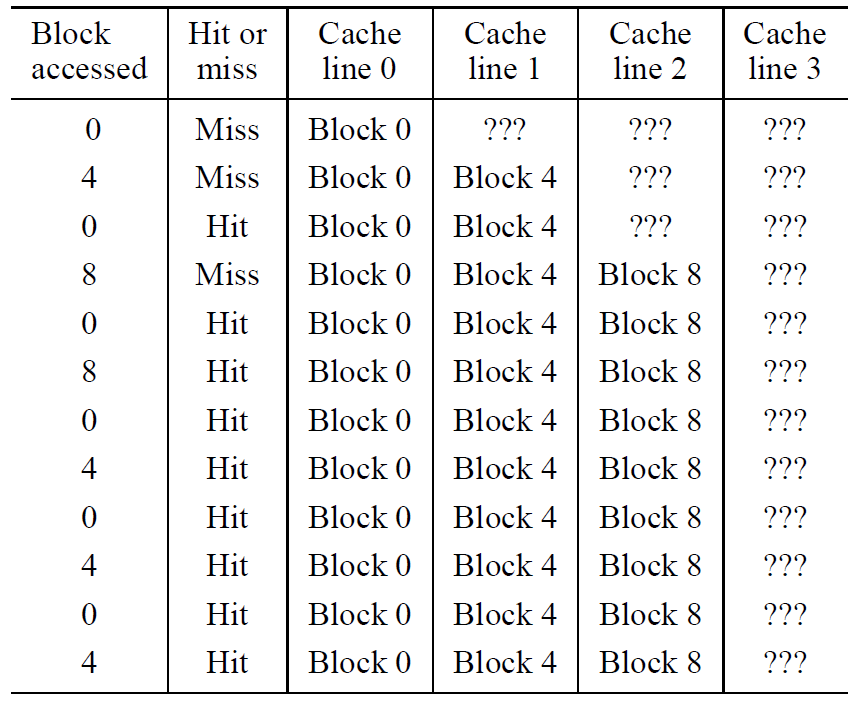 Block Hit or Cache Cache Cache Cache
accessed miss line 0 line 1 line 2 line 3
0 Miss Block 0 ??? ??? ???
4 Miss Block 0 Block 4 ??? ???
0 Hit Block 0 Block 4 ??? ???
8 Miss Block 0 Block 4 Block 8 ???
0 Hit Block 0 Block 4 Block 8 ???
8 Hit Block 0 Block 4 Block 8 ???
0 Hit Block 0 Block 4 Block 8 ???
4 Hit Block 0 Block 4 Block 8 ???
0 Hit Block 0 Block 4 Block 8 ???
4 Hit Block 0 Block 4 Block 8 ???
0 Hit Block 0 Block 4 Block 8 ???
4 Hit Block 0 Block 4 Block 8 ???